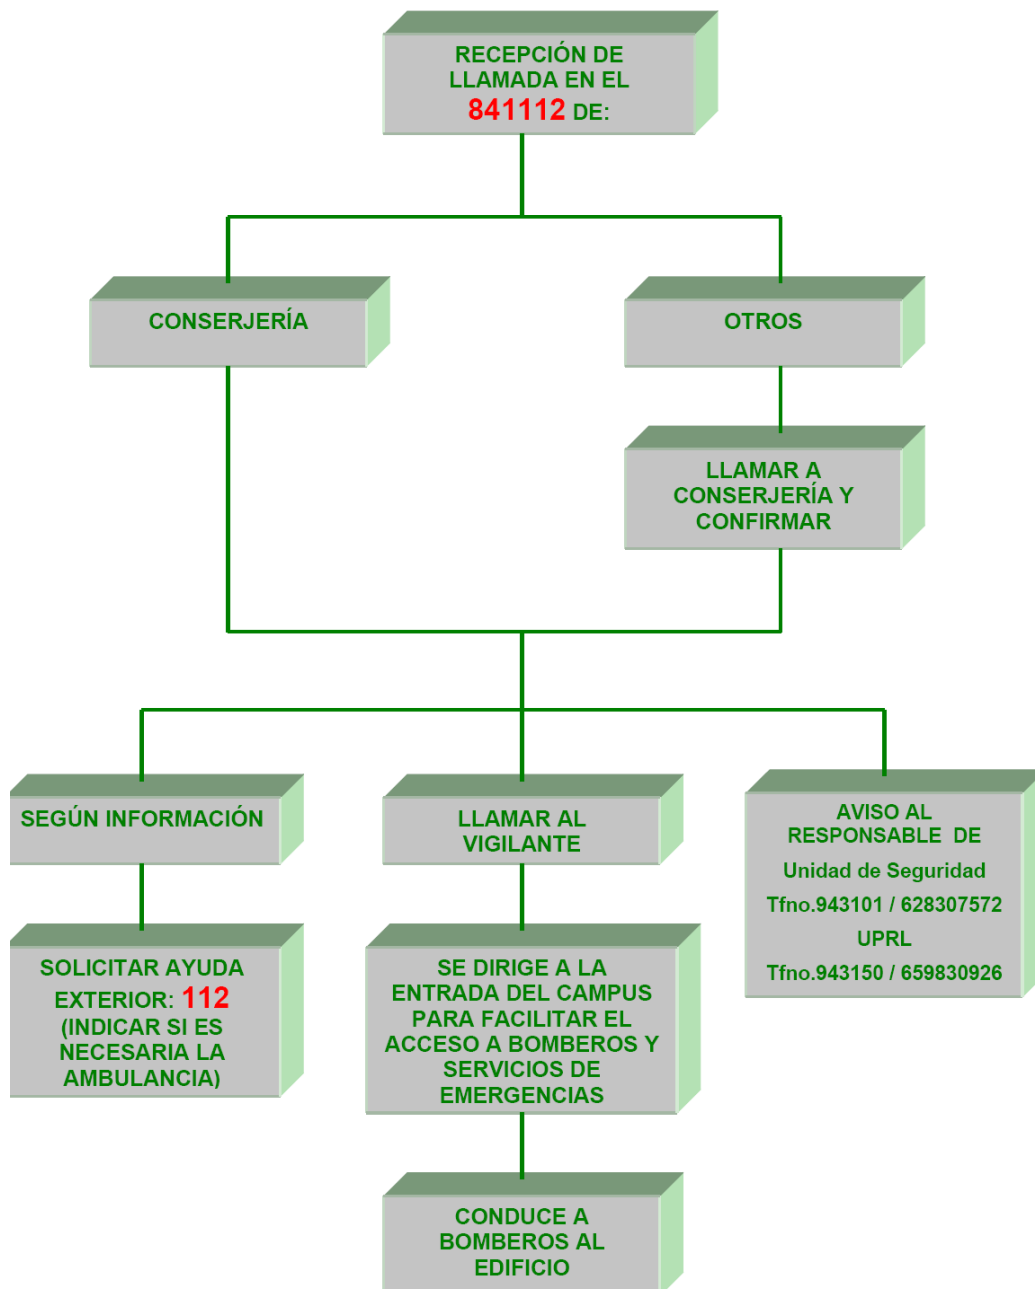 RECEPCIÓN DE
LLAMADA EN EL
841112 DE:
CONSERJERÍA
OTROS
LLAMAR A
CONSERJERÍA Y
CONFIRMAR
SEGÚN INFORMACIÓN
LLAMAR AL
VIGILANTE
AVISO AL
RESPONSABLE DE
Unidad de Seguridad
Tfno.943101 / 628307572
UPRL
Tfno.943150 / 659830926
SOLICITAR AYUDA
EXTERIOR: 112
(INDICAR SI ES
NECESARIA LA
AMBULANCIA)
SE DIRIGE A LA
ENTRADA DEL CAMPUS
PARA FACILITAR EL
ACCESO A BOMBEROS Y
SERVICIOS DE
EMERGENCIAS
CONDUCE A
BOMBEROS AL
EDIFICIO